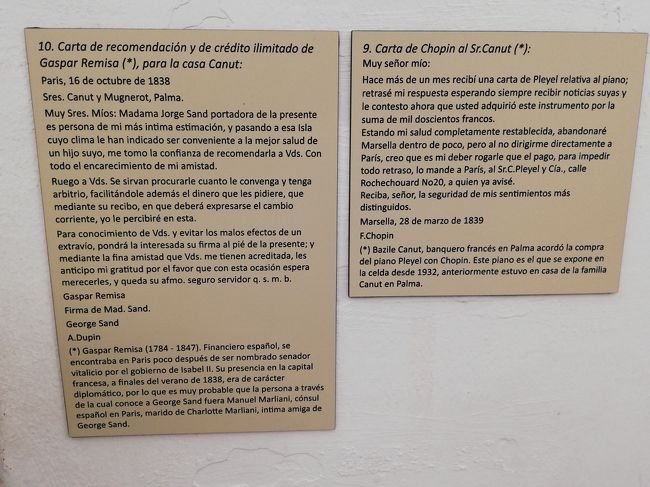 10. Carta de recomendación y de crédito ilimitado de
Gaspar Remisa (*), para la casa Canut:
Paris, 16 de octubre de 1838
Sres. Canut y Mugnerot, Palma.
Muy Sres. Míos: Madama Jorge Sand portadora de la presente
es persona de mi más intima estimación, y pasando a esa Isla
cuyo clima le han indicado ser conveniente a la mejor salud de
un hijo suyo, me tomo la confianza de recomendarla a Vds. Con
todo el encarecimiento de mi amistad.
Ruego a Vds. Se sirvan procurarle cuanto le convenga y tenga
arbitrio, facilitándole además el dinero que les pidiere, que
mediante su recibo, en que deberá expresarse el cambio
corriente, yo le percibiré en esta.
Para conocimiento de Vds. y evitar los malos efectos de un
extravío, pondrá la interesada su firma al pié de la presente; y
mediante la fina amistad que Vds. me tienen acreditada, les
anticipo mi gratitud por el favor que con esta ocasión espera
merecerles, y queda su afmo. seguro servidor q. s. m. b.
Gaspar Remisa
Firma de Mad. Sand.
George Sand
A.Dupin
(*) Gaspar Remisa (1784 - 1847). Financiero español, se
encontraba en Paris poco después de ser nombrado senador
vitalicio por el gobierno de Isabel II. Su presencia en la capital
francesa, a finales del verano de 1838, era de carácter
diplomático, por lo que es muy probable que la persona a través
de la cual conoce a George Sand fuera Manuel Marliani, cónsul
español en Paris, marido de Charlotte Marliani, intima amiga de
George Sand.
9. Carta de Chopin al Sr.Canut (*):
Muy señor mío:
Hace más de un mes recibí una carta de Pleyel relativa al piano;
retrasé mi respuesta esperando siempre recibir noticias suyas y
le contesto ahora que usted adquirió este instrumento por la
suma de mil doscientos francos.
Estando mi salud completamente restablecida, abandonaré
Marsella dentro de poco, pero al no dirigirme directamente a
París, creo que es mi deber rogarle que el pago, para impedir
todo retraso, lo mande a París, al Sr.C.Pleyel y Cía., calle
Rochechouard No20, a quien ya avisé.
Reciba, señor, la seguridad de mis sentimientos más
distinguidos.
Marsella, 28 de marzo de 1839
F.Chopin
(*) Bazile Canut, banquero francés en Palma acordó la compra
del piano Pleyel con Chopin. Este piano es el que se expone en
la celda desde 1932, anteriormente estuvo en casa de la familia
Canut en Palma.